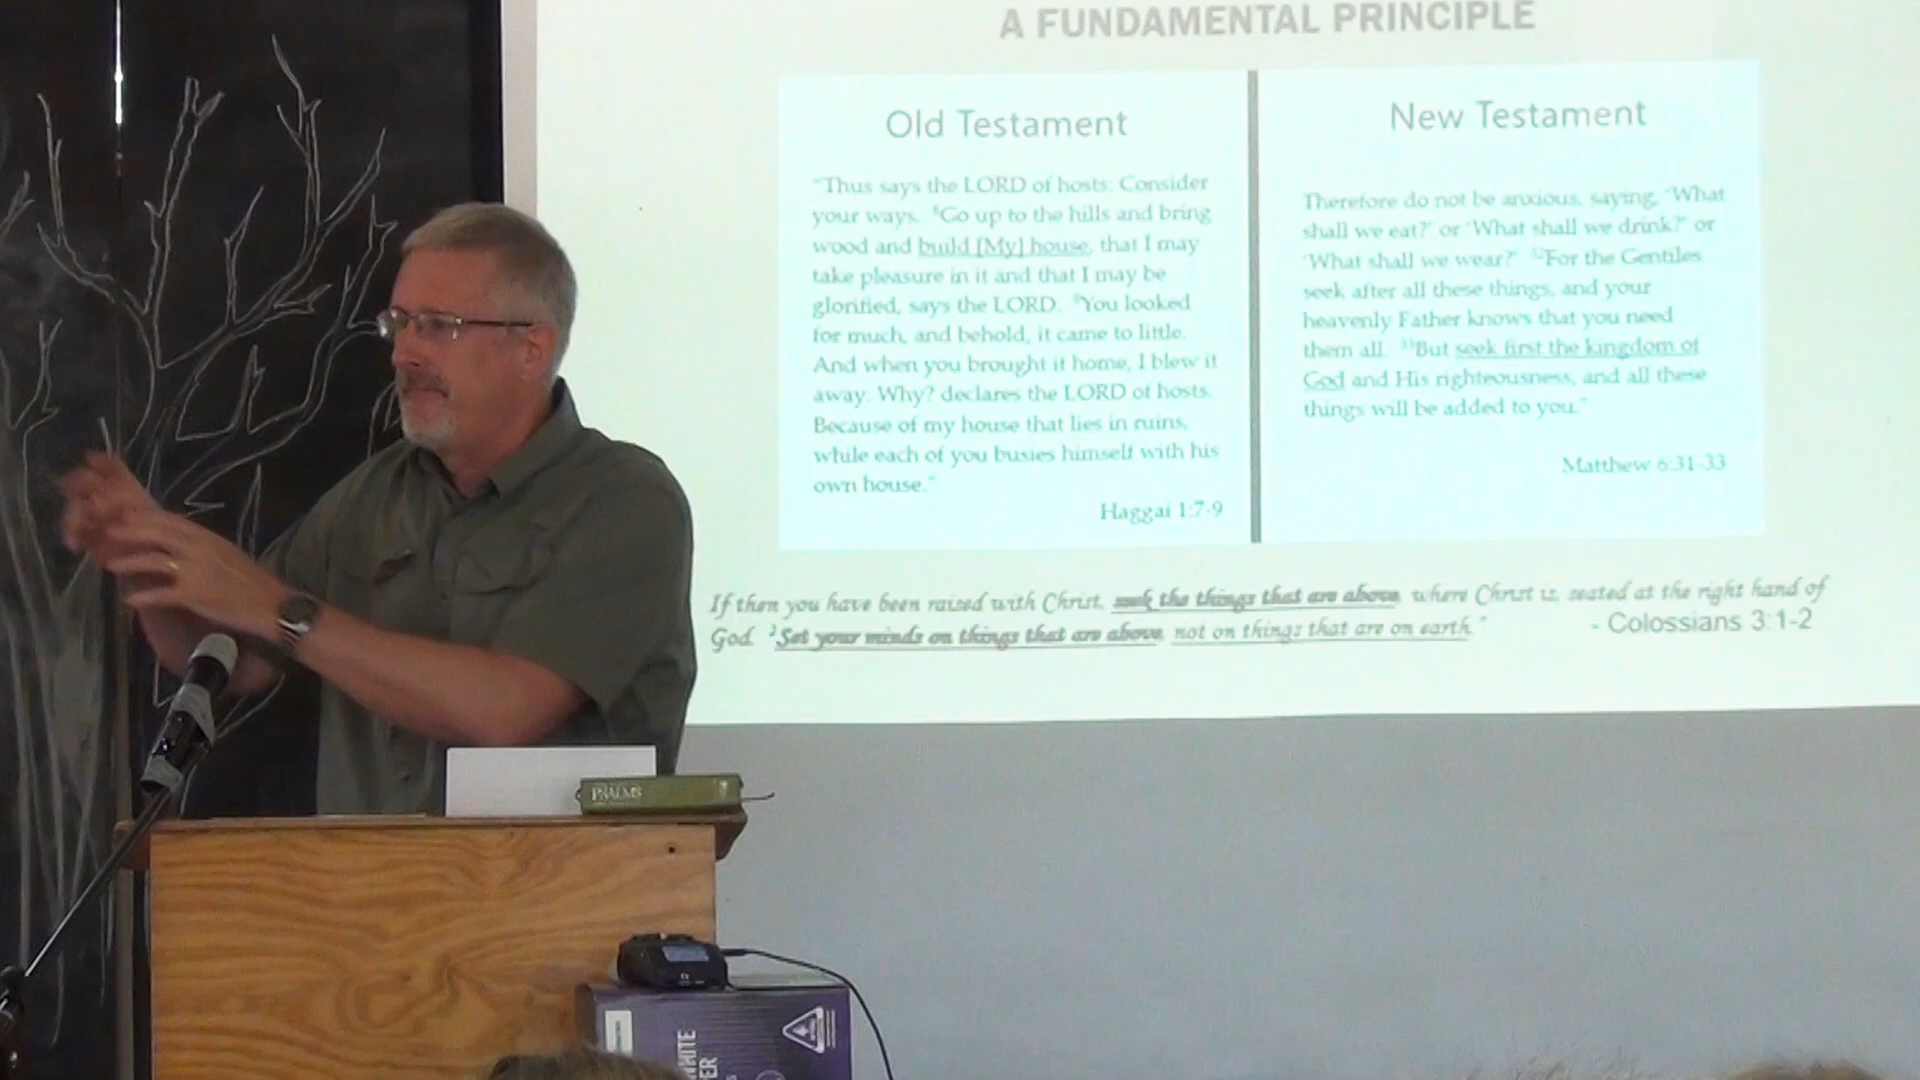 A FUNDAMENTAL PRINCIPLE
Old Testament
"Thus says the LORD of hosts: Consider
your ways. ⁸Go up to the hills and bring
wood and build [My] house, that I may
take pleasure in it and that I may be
glorified, says the LORD. ⁹You looked
for much, and behold, it came to little.
And when you brought it home, I blew it
away. Why? declares the LORD of hosts.
Because of my house that lies in ruins,
while each of you busies himself with his
own house."
Haggai 1:7-9
New Testament
Therefore do not be anxious, saying, 'What
shall we eat?' or 'What shall we drink?' or
'What shall we wear?' ³²For the Gentiles
seek after all these things, and your
heavenly Father knows that you need
them all. ³³But seek first the kingdom of
God and His righteousness, and all these
things will be added to you."
Matthew 6:31-33
If then you have been raised with Christ, seek the things that are above, where Christ is, seated at the right hand of
God. ²Set your minds on things that are above, not on things that are on earth."
- Colossians 3:1-2
PSALMS
WHITE